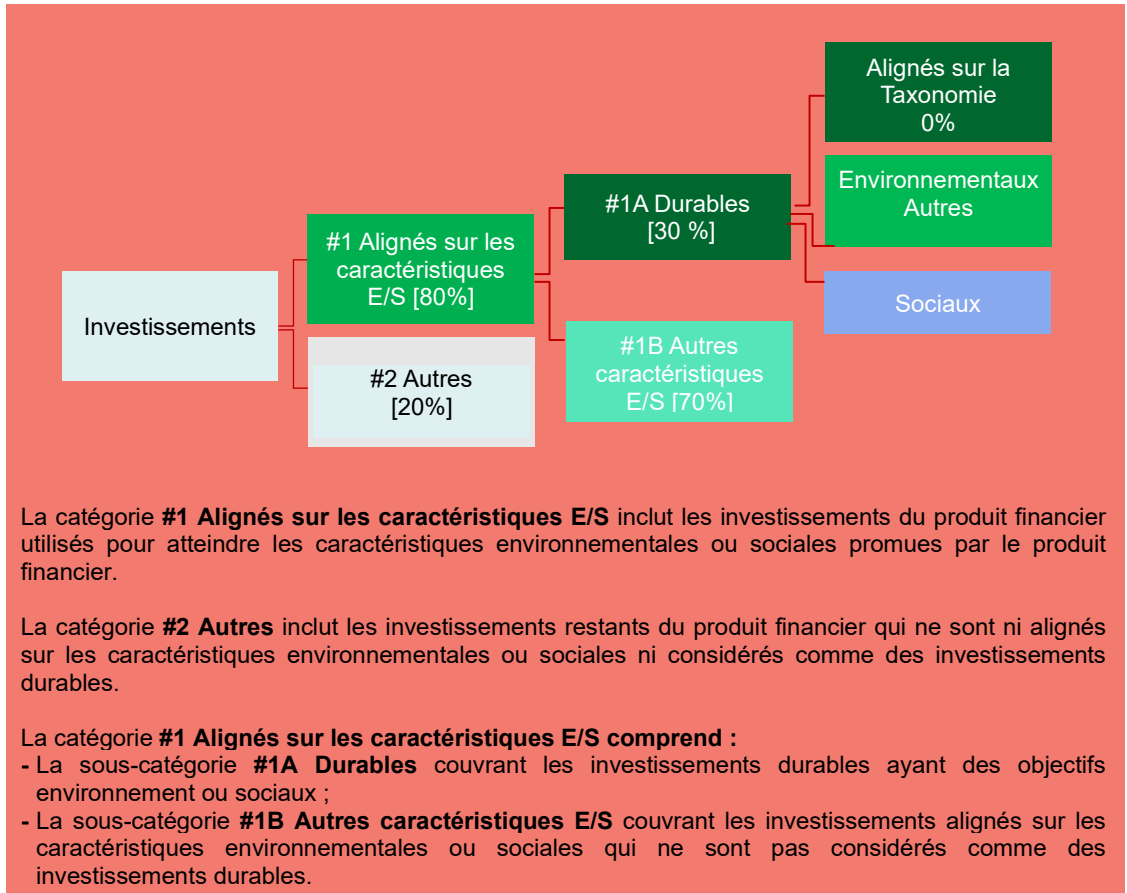 Alignés sur la
Taxonomie
0%
Environnementaux
Autres
#1A Durables
[30 %]
#1 Alignés sur les
caractéristiques
E/S [80%]
Sociaux
Investissements
#1B Autres
caractéristiques
E/S [70%]
#2 Autres
[20%]
La catégorie #1 Alignés sur les caractéristiques E/S inclut les investissements du produit financier
utilisés pour atteindre les caractéristiques environnementales ou sociales promues par le produit
financier.
La catégorie #2 Autres inclut les investissements restants du produit financier qui ne sont ni alignés
sur les caractéristiques environnementales ou sociales ni considérés comme des investissements
durables.
La catégorie #1 Alignés sur les caractéristiques E/S comprend :
- La sous-catégorie #1A Durables couvrant les investissements durables ayant des objectifs
environnement ou sociaux ;
- La sous-catégorie #1B Autres caractéristiques E/S couvrant les investissements alignés sur les
caractéristiques environnementales ou sociales qui ne sont pas considérés comme des
investissements durables.